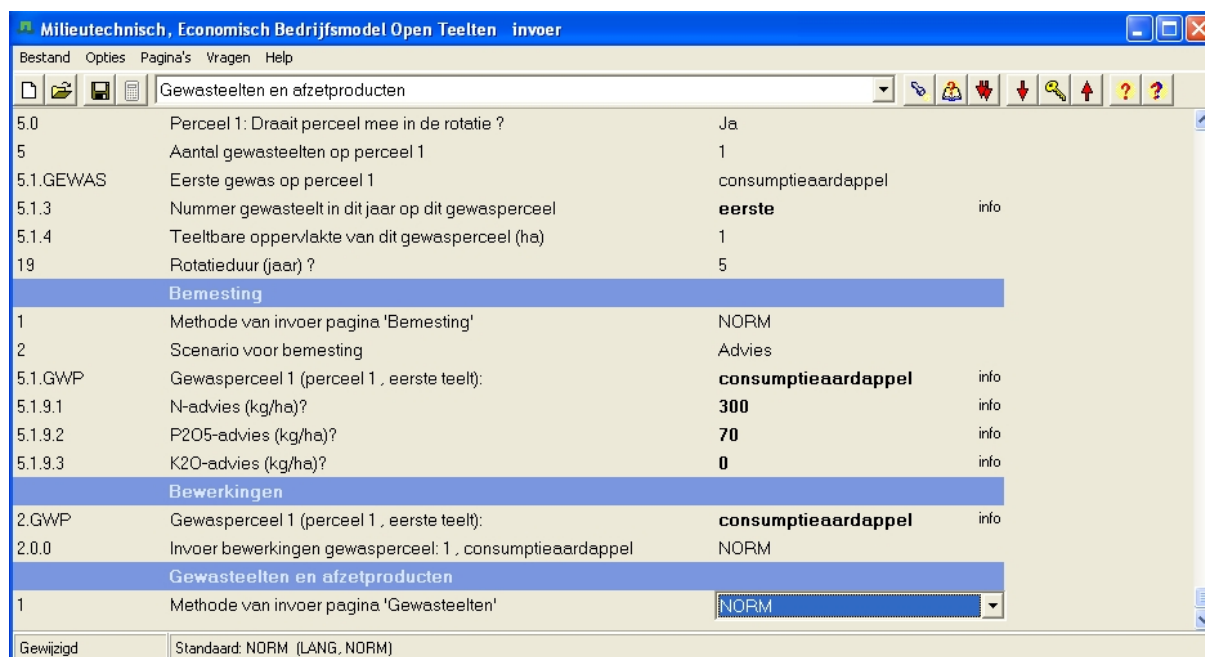 Milieutechnisch, Economisch Bedrijfsmodel Open Teelten invoer
Bestand Opties Pagina's Vragen Help
Gewasteelten en afzetproducten
5.0 Perceel 1: Draait perceel mee in de rotatie ? Ja
5 Aantal gewasteelten op perceel 1 1
5.1.GEWAS Eerste gewas op perceel 1 consumptieaardappel
5.1.3 Nummer gewasteelt in dit jaar op dit gewasperceel eerste info
5.1.4 Teeltbare oppervlakte van dit gewasperceel (ha) 1
19 Rotatieduur (jaar) ? 5
Bemesting
1 Methode van invoer pagina 'Bemesting' NORM
2 Scenario voor bemesting Advies
5.1.GWP Gewasperceel 1 (perceel 1 , eerste teelt): consumptieaardappel info
5.1.9.1 N-advies (kg/ha)? 300 info
5.1.9.2 P2O5-advies (kg/ha)? 70 info
5.1.9.3 K2O-advies (kg/ha)? 0 info
Bewerkingen
2.GWP Gewasperceel 1 (perceel 1 , eerste teelt): consumptieaardappel info
2.0.0 Invoer bewerkingen gewasperceel: 1 , consumptieaardappel NORM
Gewasteelten en afzetproducten
1 Methode van invoer pagina 'Gewasteelten' NORM
Gewijzigd Standaard: NORM (LANG, NORM)